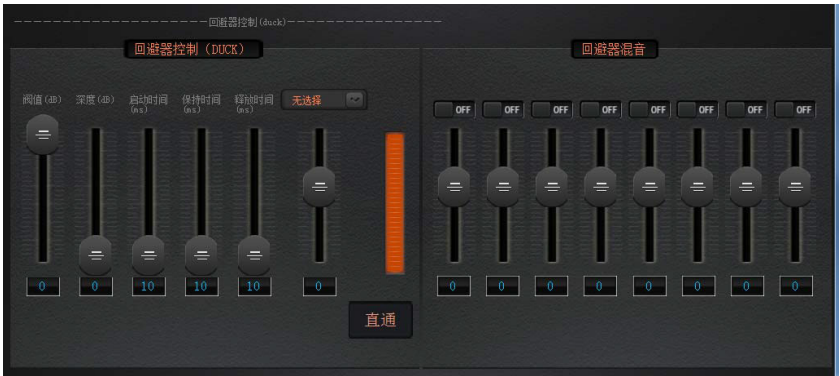 --------------------回避器控制(duck)----------------
回避器控制 (DUCK)
回避器混音
阀值(dB) 深度(dB) 启动时间(ms) 保持时间(ms) 释放时间(ms) 无选择
OFF OFF OFF OFF OFF OFF OFF OFF
0 0 10 10 10 0
0 0 0 0 0 0 0 0
直通